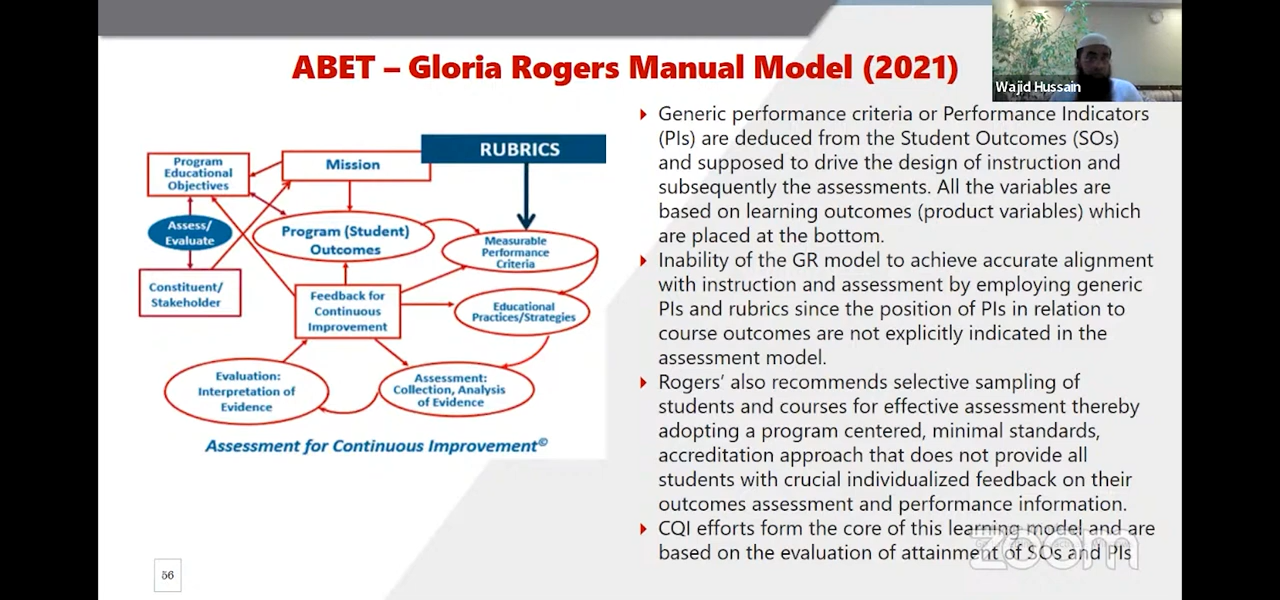 ABET – Gloria Rogers Manual Model (2021)
Wajid Hussain
RUBRICS
Program
Educational
Objectives
Mission
Assess/
Evaluate
Program (Student)
Outcomes
Measurable
Performance
Criteria
Constituent/
Stakeholder
Feedback for
Continuous
Improvement
Educational
Practices/Strategies
Evaluation:
Interpretation of
Evidence
Assessment:
Collection, Analysis
of Evidence
Assessment for Continuous Improvement©
Generic performance criteria or Performance Indicators
(PIs) are deduced from the Student Outcomes (SOs)
and supposed to drive the design of instruction and
subsequently the assessments. All the variables are
based on learning outcomes (product variables) which
are placed at the bottom.
Inability of the GR model to achieve accurate alignment
with instruction and assessment by employing generic
PIs and rubrics since the position of PIs in relation to
course outcomes are not explicitly indicated in the
assessment model.
Rogers’ also recommends selective sampling of
students and courses for effective assessment thereby
adopting a program centered, minimal standards,
accreditation approach that does not provide all
students with crucial individualized feedback on their
outcomes assessment and performance information.
CQI efforts form the core of this learning model and are
based on the evaluation of attainment of SOs and PIs
zoom
56